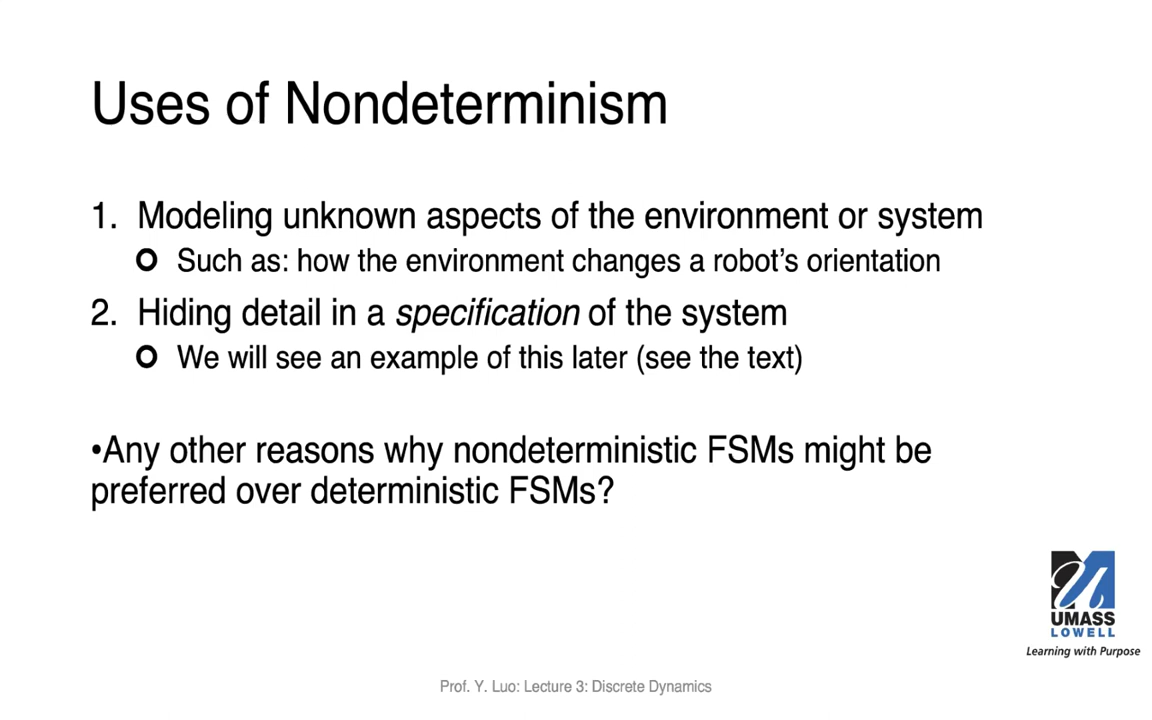 Uses of Nondeterminism
1. Modeling unknown aspects of the environment or system
Such as: how the environment changes a robot's orientation
2. Hiding detail in a specification of the system
We will see an example of this later (see the text)
•Any other reasons why nondeterministic FSMs might be
preferred over deterministic FSMs?
UMASS
LOWELL
Learning with Purpose
Prof. Y. Luo: Lecture 3: Discrete Dynamics